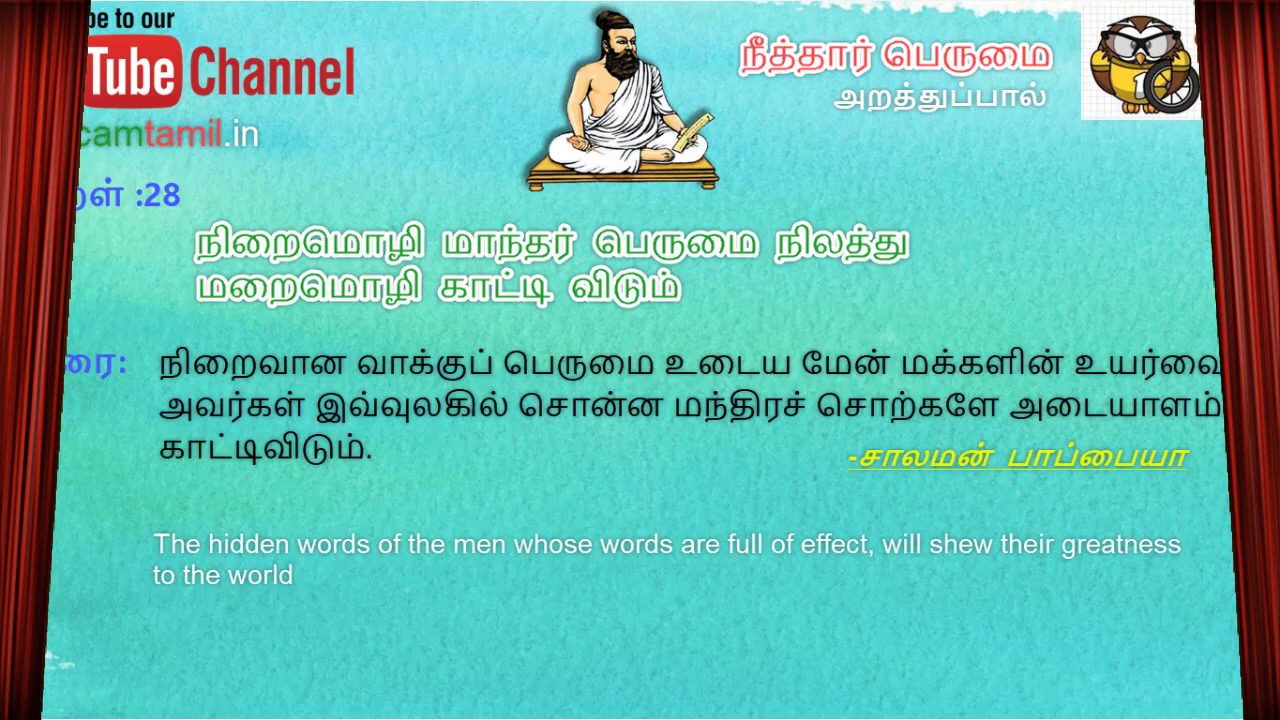 be to our
Tube Channel
camtamil.in
நீத்தார் பெருமை
அறத்துப்பால்
றள் :28
நிறைமொழி மாந்தர் பெருமை நிலத்து
மறைமொழி காட்டி விடும்
ரை: நிறைவான வாக்குப் பெருமை உடைய மேன் மக்களின் உயர்வை
அவர்கள் இவ்வுலகில் சொன்ன மந்திரச் சொற்களே அடையாளம்
காட்டிவிடும்.
-சாலமன் பாப்பையா
The hidden words of the men whose words are full of effect, will shew their greatness
to the world